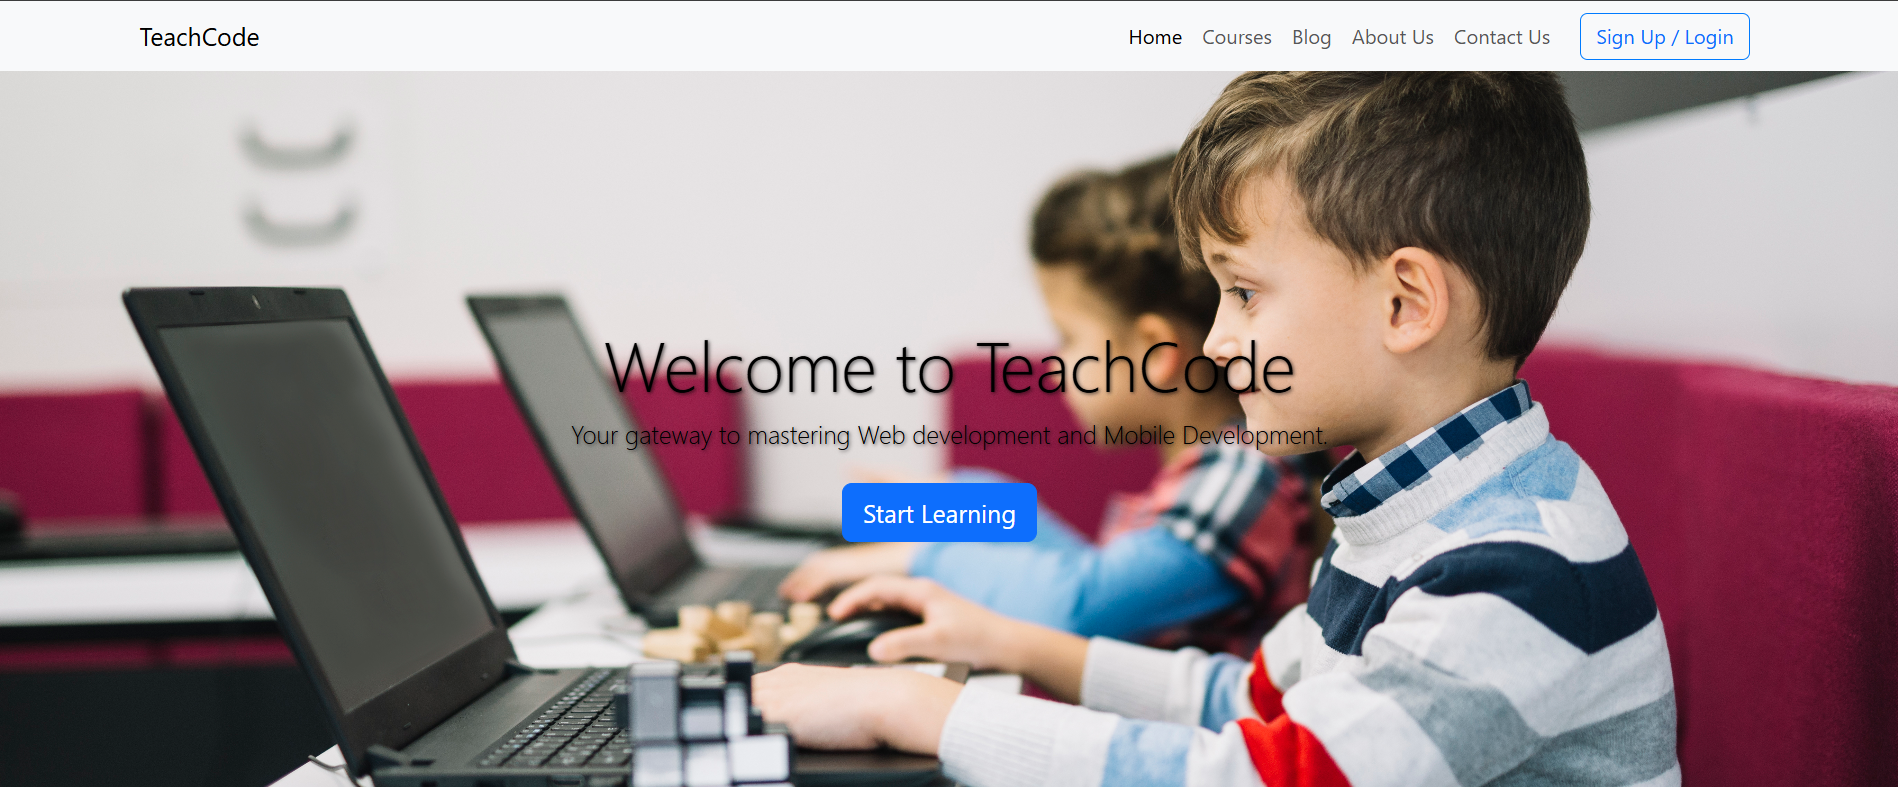 TeachCode
Home Courses Blog About Us Contact Us Sign Up / Login
Welcome to TeachCode
Your gateway to mastering Web development and Mobile Development.
Start Learning